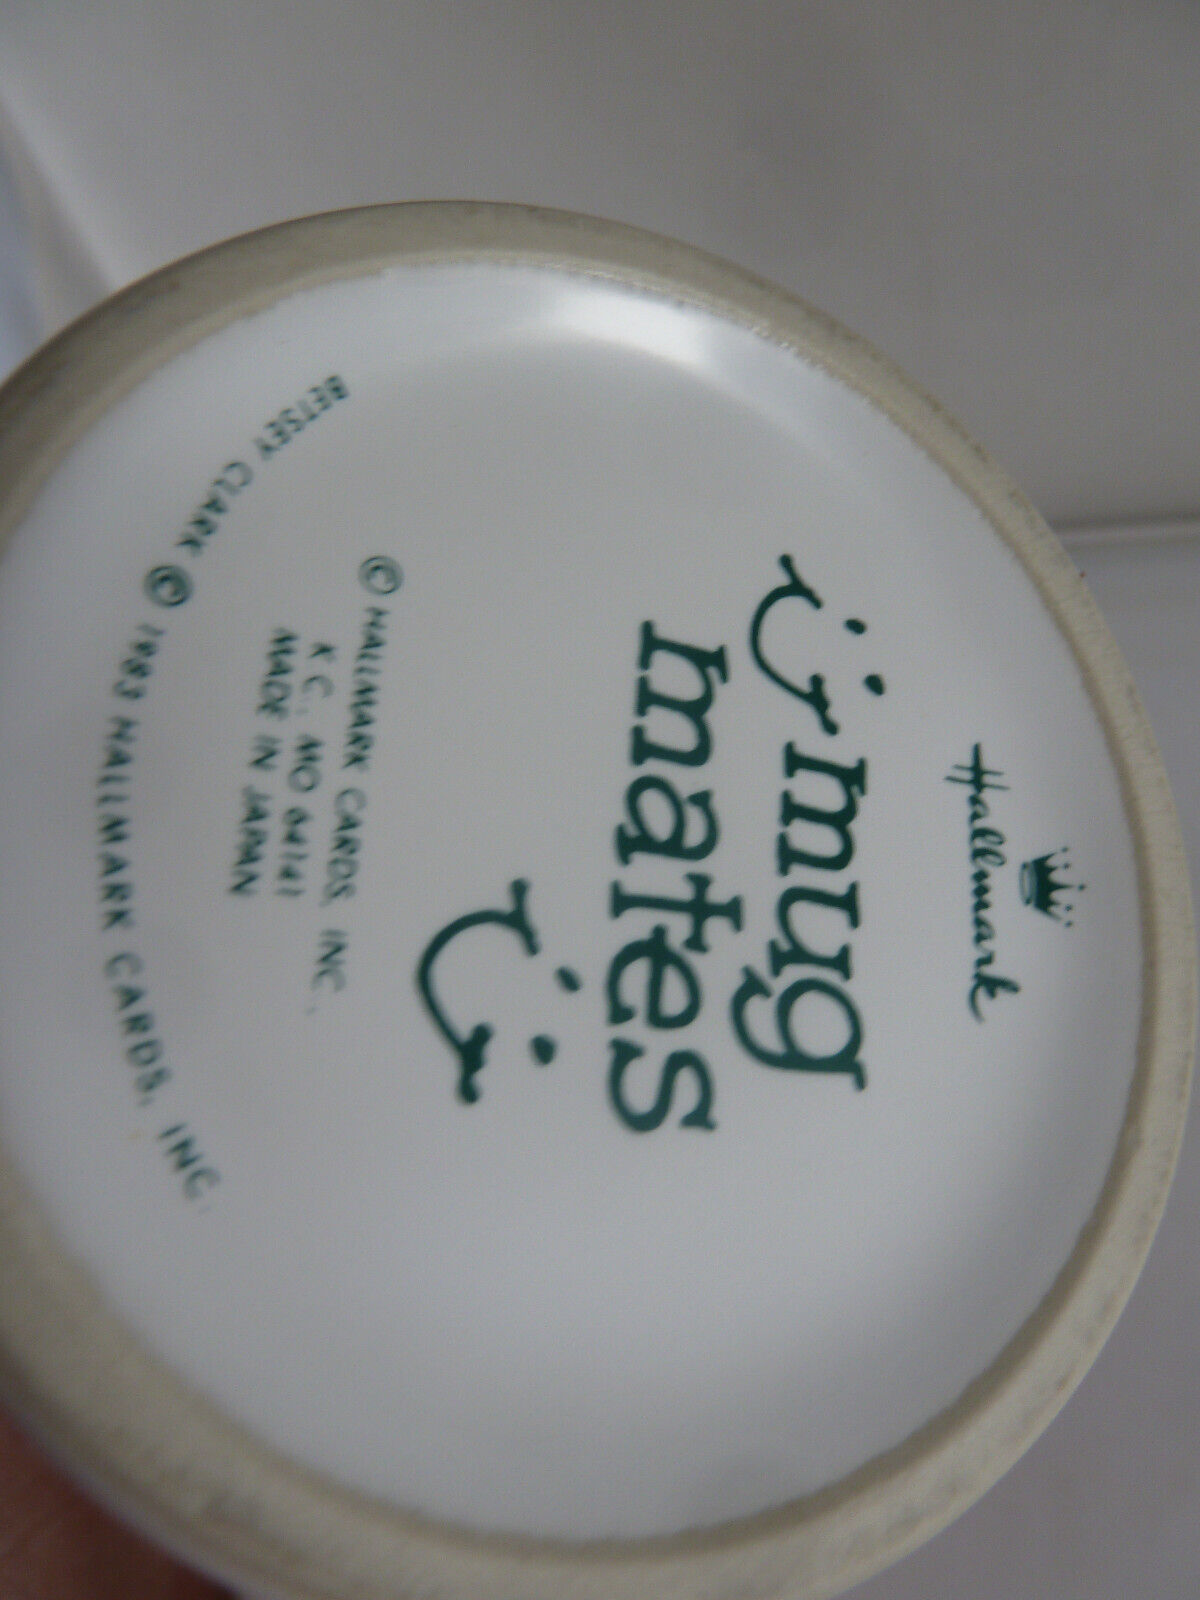 Hallmark
mug
mates
© HALLMARK CARDS, INC.,
K.C., MO 64141
MADE IN JAPAN
BETSEY CLARK © 1983 HALLMARK CARDS, INC.